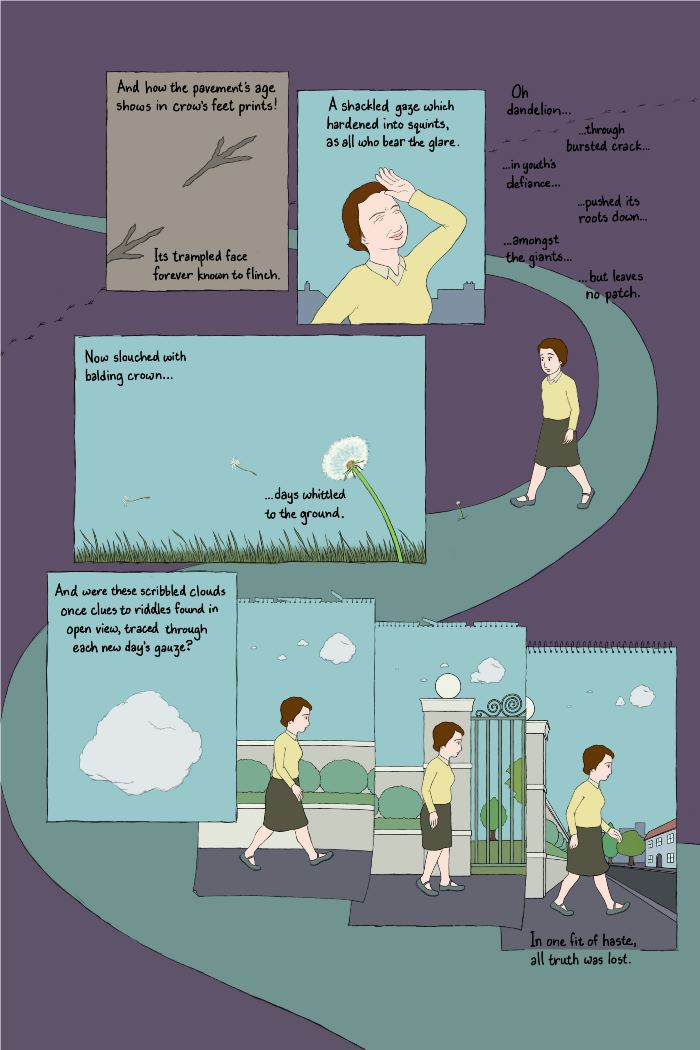 And how the pavement's age
shows in crow's feet prints!
Its trampled face
forever known to flinch.
A shackled gaze which
hardened into squints,
as all who bear the glare.
Oh
dandelion...
...through
bursted crack...
...in youth's
defiance...
...pushed its
roots down...
...amongst
the giants...
...but leaves
no patch.
Now slouched with
balding crown...
...days whittled
to the ground.
And were these scribbled clouds
once clues to riddles found in
open view, traced through
each new day's gauze?
In one fit of haste,
all truth was lost.